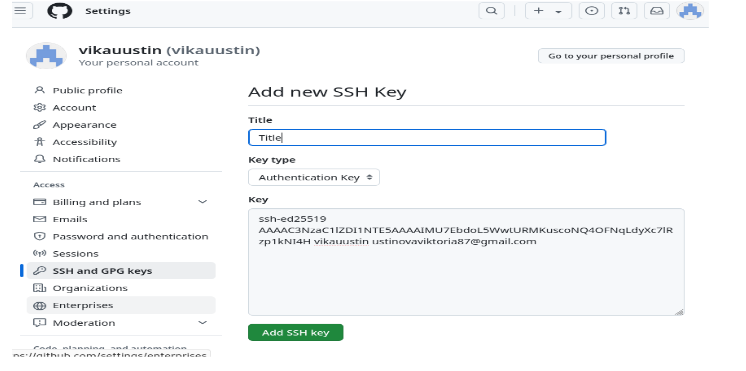 Settings
vikauustin (vikauustin)
Your personal account
Go to your personal profile
Public profile
Account
Appearance
Accessibility
Notifications
Access
Billing and plans
Emails
Password and authentication
Sessions
SSH and GPG keys
Organizations
Enterprises
Moderation
Code, planning, and automation
ps://github.com/settings/enterprises
Add new SSH Key
Title
Title
Key type
Authentication Key
Key
ssh-ed25519
AAAAC3NzaC1lZDI1NTE5AAAAIMU7EbdoL5WwtURMKuscoNQ4OFNqLdyXc7lR
zp1kNI4H vikauustin ustinovaviktoria87@gmail.com
Add SSH key